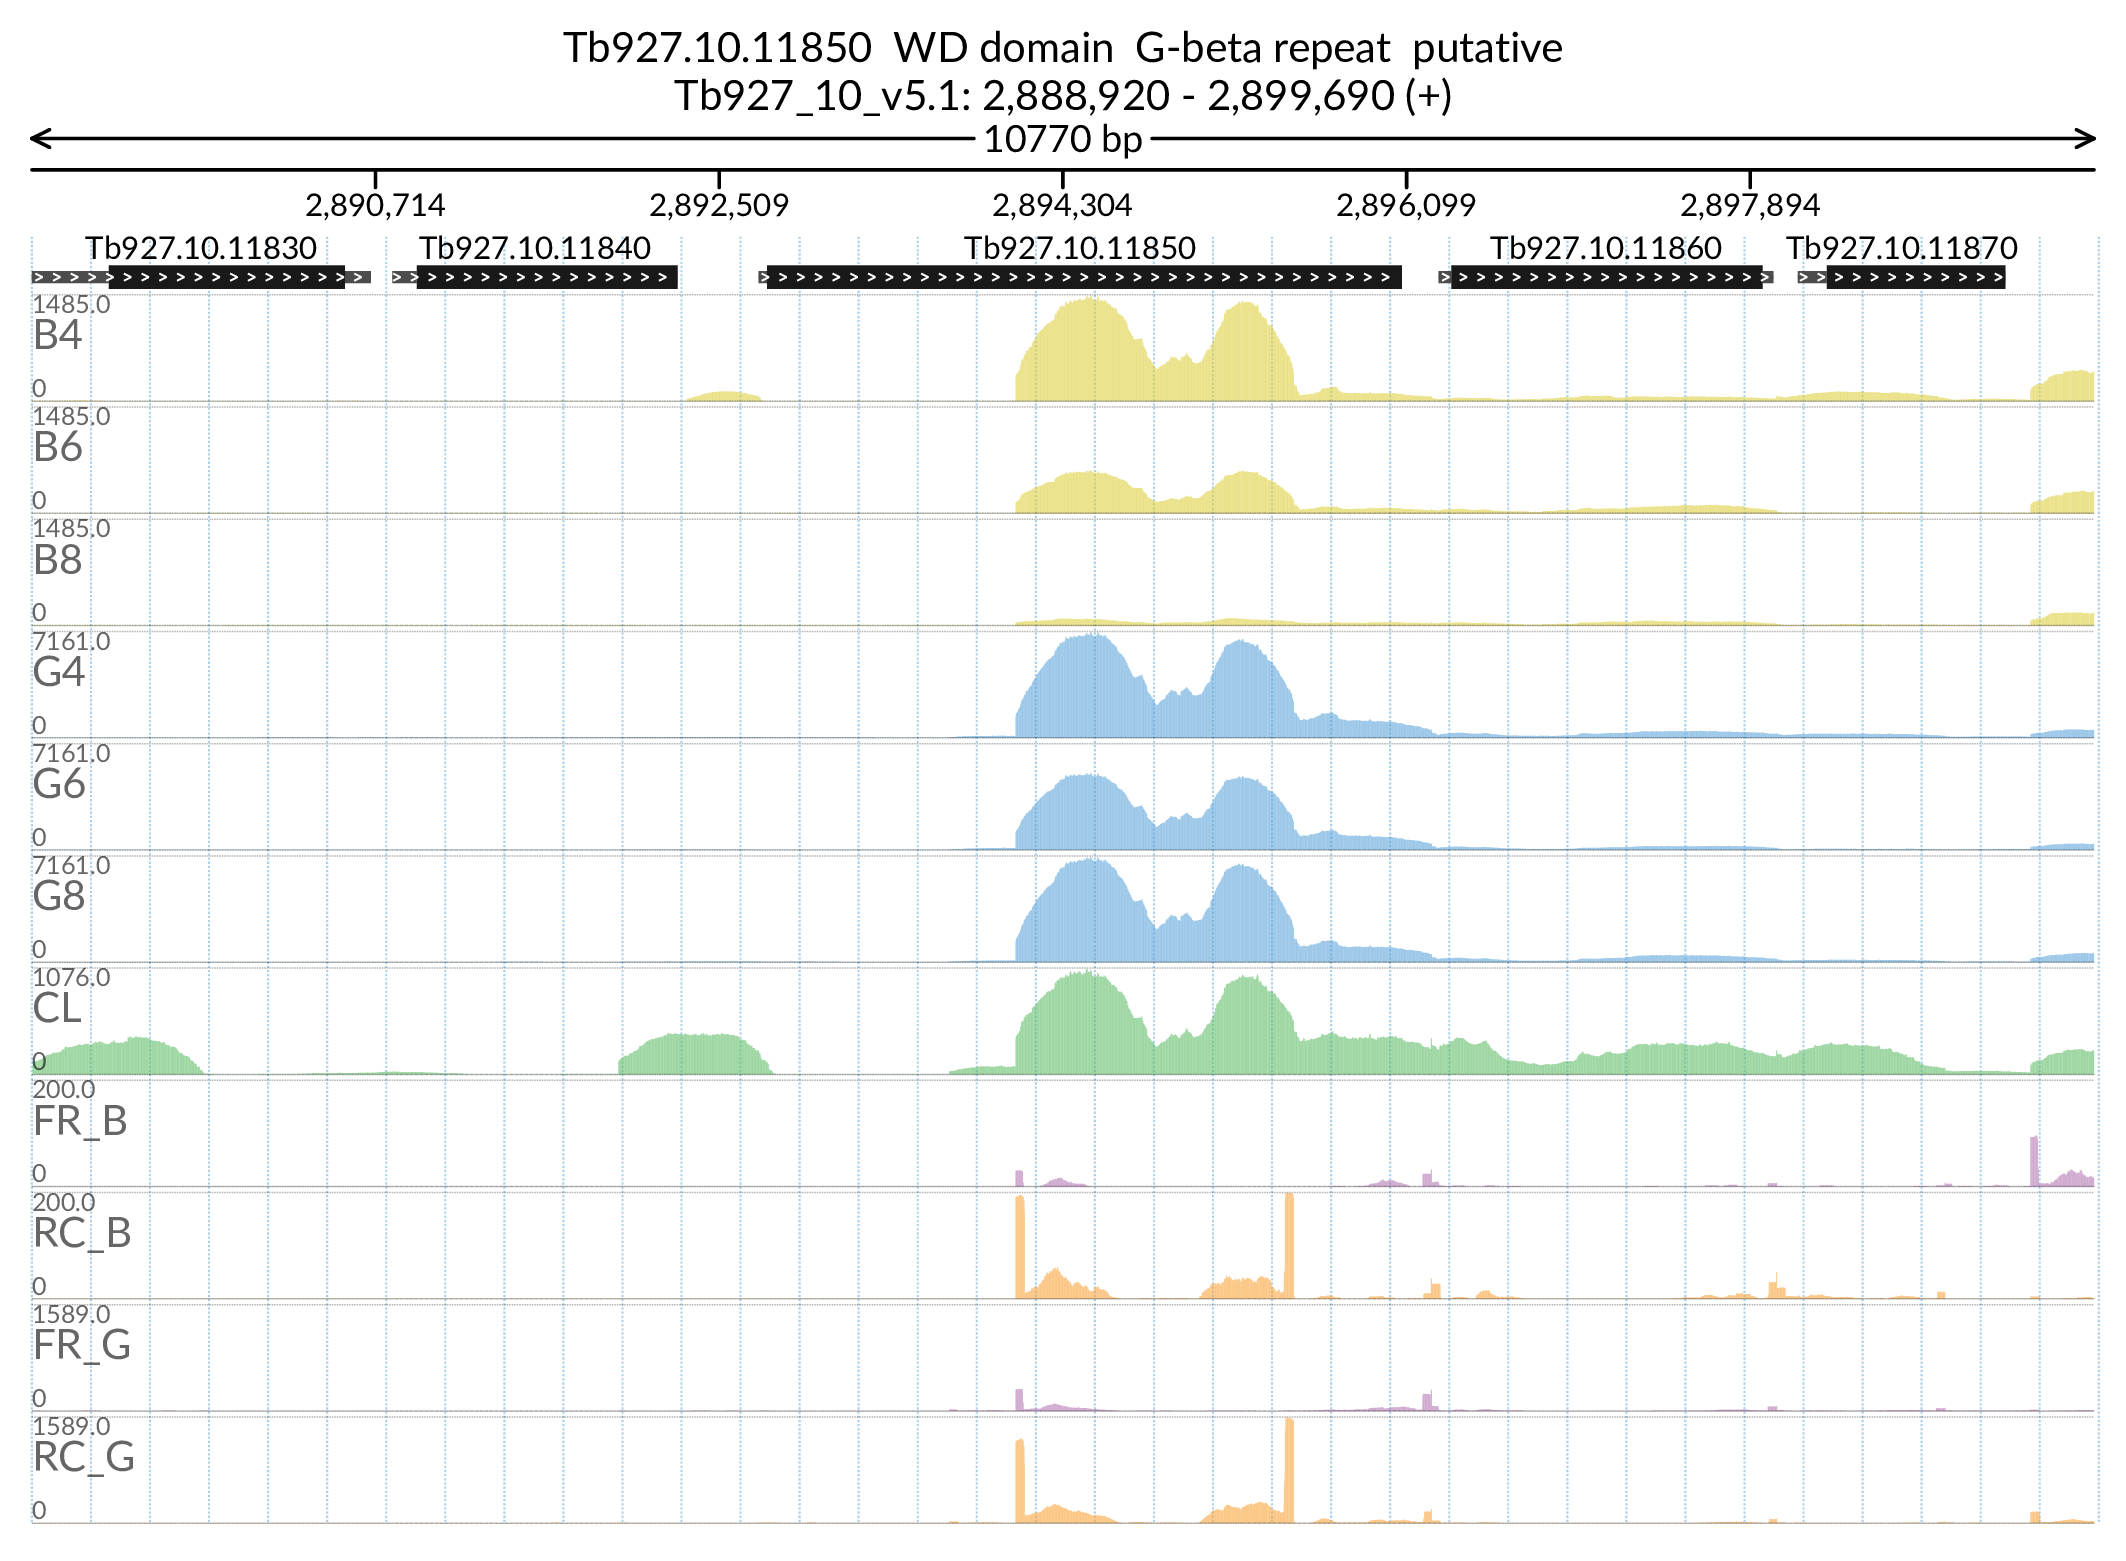 Tb927.10.11850  WD domain  G-beta repeat  putative
Tb927_10_v5.1: 2,888,920 - 2,899,690 (+)
10770 bp
2,890,714 2,892,509 2,894,304 2,896,099 2,897,894
Tb927.10.11830 Tb927.10.11840 Tb927.10.11850 Tb927.10.11860 Tb927.10.11870
1485.0
B4
0
1485.0
B6
0
1485.0
B8
0
7161.0
G4
0
7161.0
G6
0
7161.0
G8
0
1076.0
CL
0
200.0
FR_B
0
200.0
RC_B
0
1589.0
FR_G
0
1589.0
RC_G
0